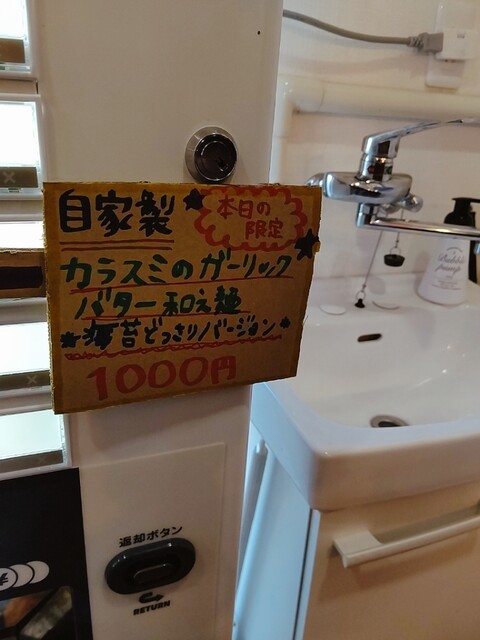 自家製
本日の
限定
カラスミのガーリック
バター和え麺
★海苔どっさりバージョン★
1000円
返却ボタン
RETURN
¥